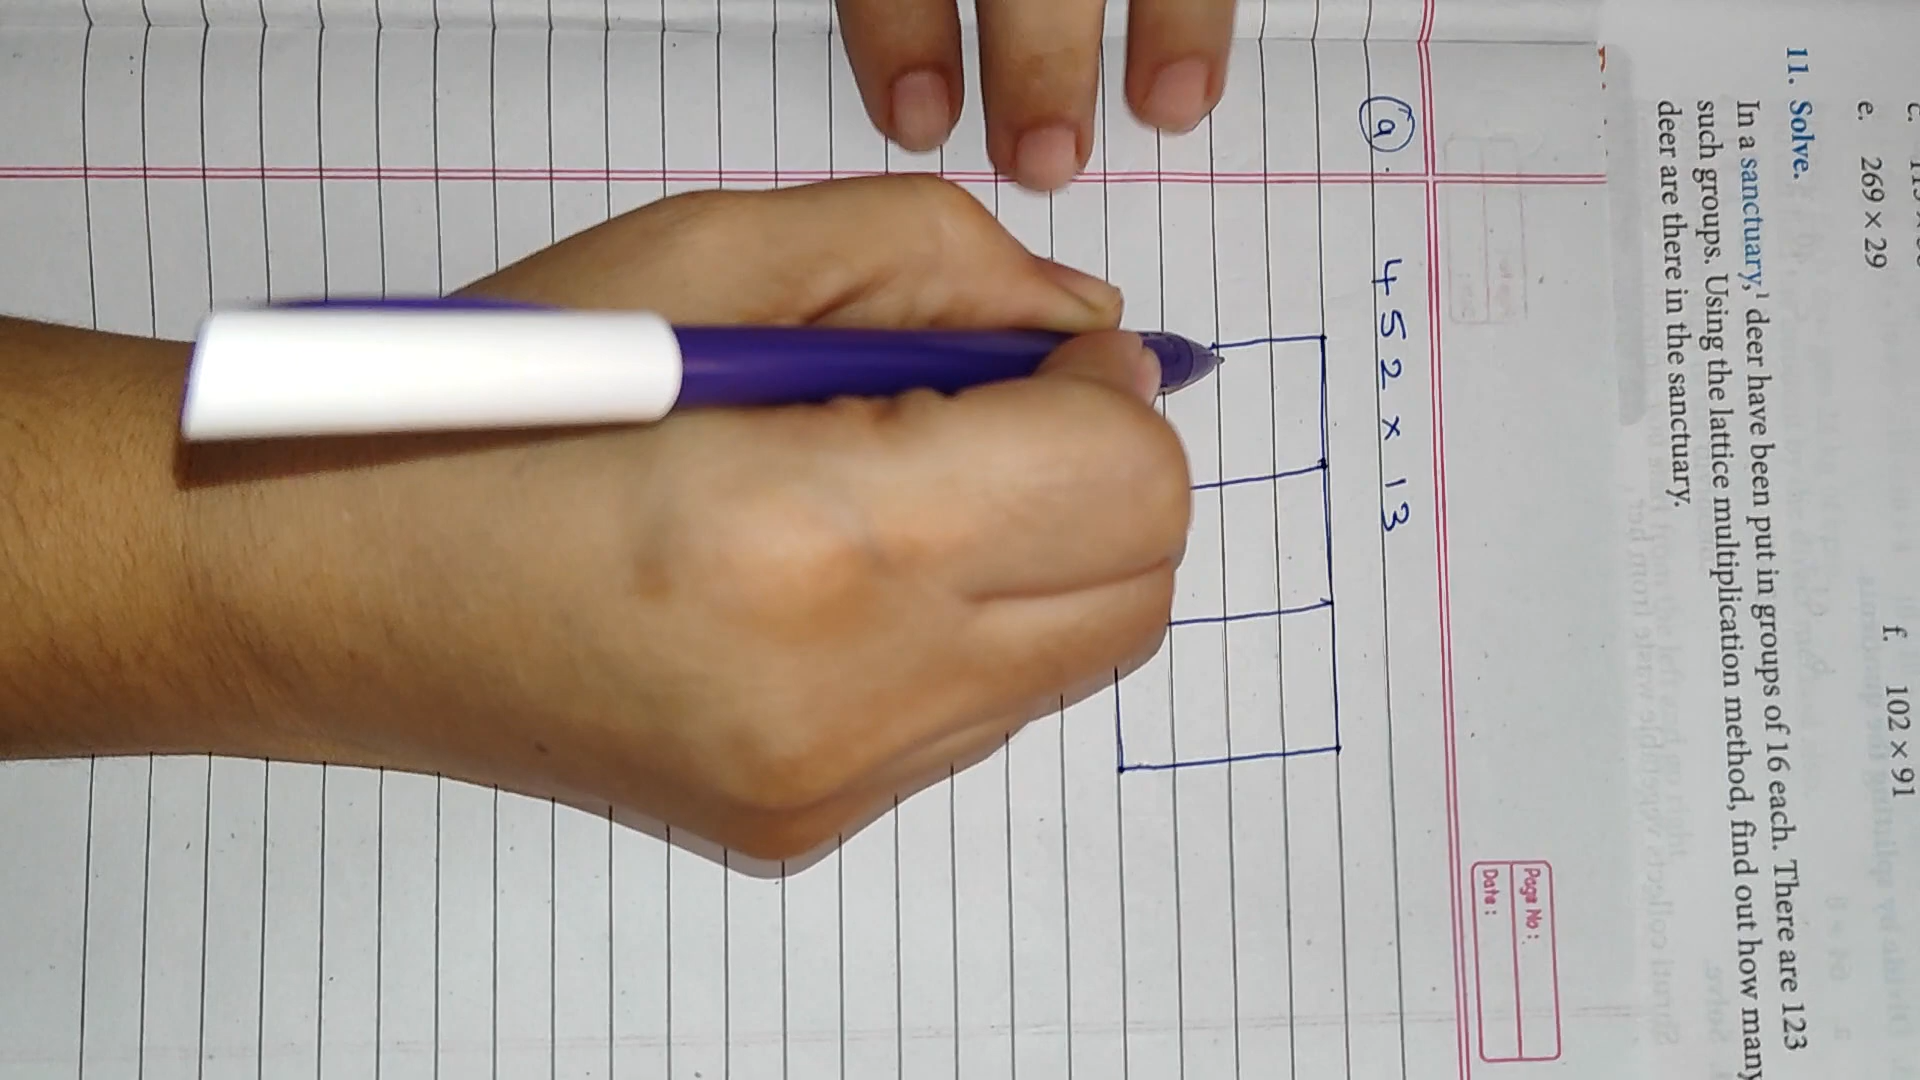 e. 269 × 29
f. 102 × 91
11. Solve.
In a sanctuary,¹ deer have been put in groups of 16 each. There are 123
such groups. Using the lattice multiplication method, find out how many
deer are there in the sanctuary.
Page No :
Date :
(a). 452 × 13